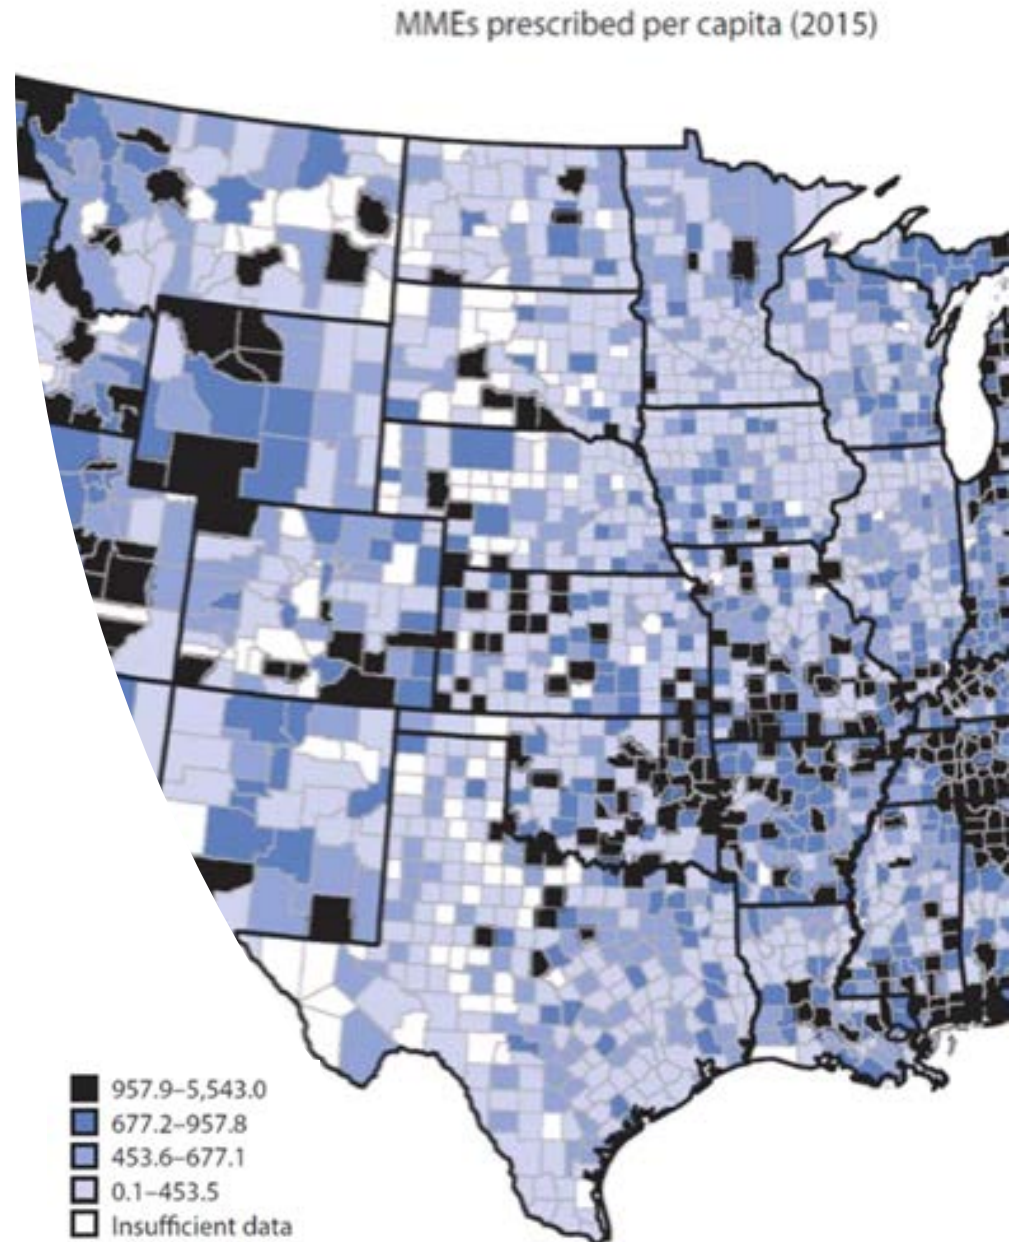 MMEs prescribed per capita (2015)
957.9–5,543.0
677.2–957.8
453.6–677.1
0.1–453.5
Insufficient data